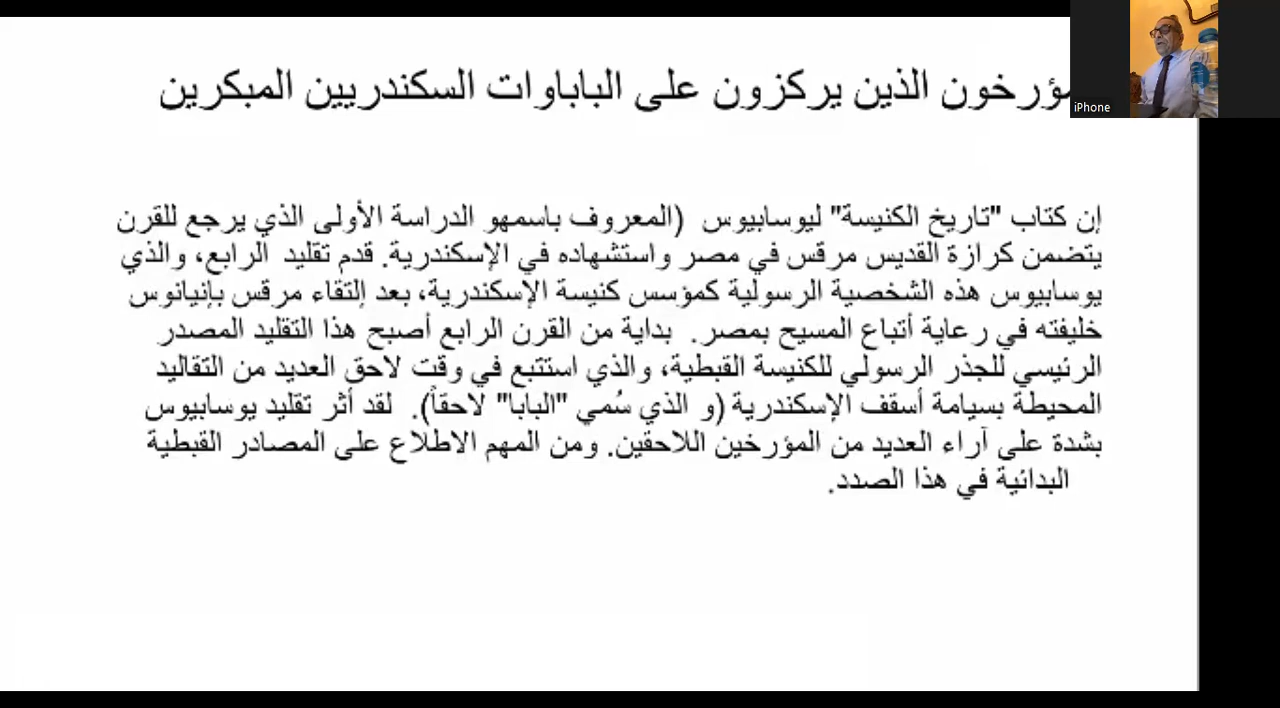 ؤرخون الذين يركزون على الباباوات السكندريين المبكرين
iPhone
إن كتاب "تاريخ الكنيسة" ليوسابيوس (المعروف باسمهو الدراسة الأولى الذي يرجع للقرن
يتضمن كرازة القديس مرقس في مصر واستشهاده في الإسكندرية. قدم تقليد الرابع، والذي
يوسابيوس هذه الشخصية الرسولية كمؤسس كنيسة الإسكندرية، بعد إلتقاء مرقس بإنيانوس
خليفته في رعاية أتباع المسيح بمصر. بداية من القرن الرابع أصبح هذا التقليد المصدر
الرئيسي للجذر الرسولي للكنيسة القبطية، والذي استتبع في وقت لاحق العديد من التقاليد
المحيطة بسيامة أسقف الإسكندرية (و الذي سُمي "البابا" لاحقاً). لقد أثر تقليد يوسابيوس
بشدة على آراء العديد من المؤرخين اللاحقين. ومن المهم الاطلاع على المصادر القبطية
البدائية في هذا الصدد.